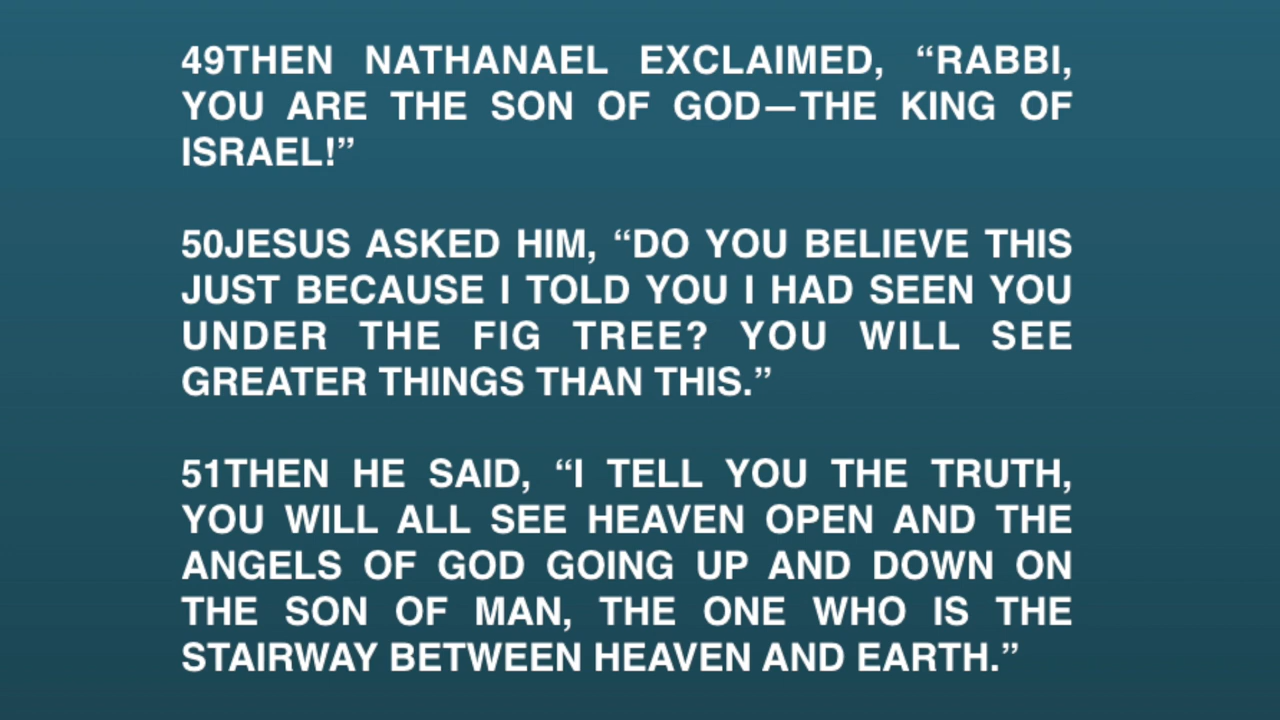 49THEN NATHANAEL EXCLAIMED, “RABBI,
YOU ARE THE SON OF GOD—THE KING OF
ISRAEL!”
50JESUS ASKED HIM, “DO YOU BELIEVE THIS
JUST BECAUSE I TOLD YOU I HAD SEEN YOU
UNDER THE FIG TREE? YOU WILL SEE
GREATER THINGS THAN THIS.”
51THEN HE SAID, “I TELL YOU THE TRUTH,
YOU WILL ALL SEE HEAVEN OPEN AND THE
ANGELS OF GOD GOING UP AND DOWN ON
THE SON OF MAN, THE ONE WHO IS THE
STAIRWAY BETWEEN HEAVEN AND EARTH.”